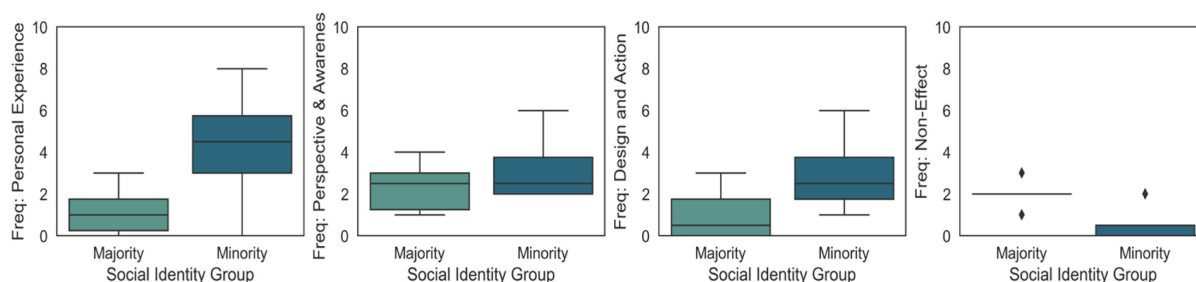 Freq: Personal Experience
10
8
6
4
2
0
Majority
Minority
Social Identity Group
Freq: Perspective & Awarenes
10
8
6
4
2
0
Majority
Minority
Social Identity Group
Freq: Design and Action
10
8
6
4
2
0
Majority
Minority
Social Identity Group
Freq: Non-Effect
10
8
6
4
2
0
Majority
Minority
Social Identity Group